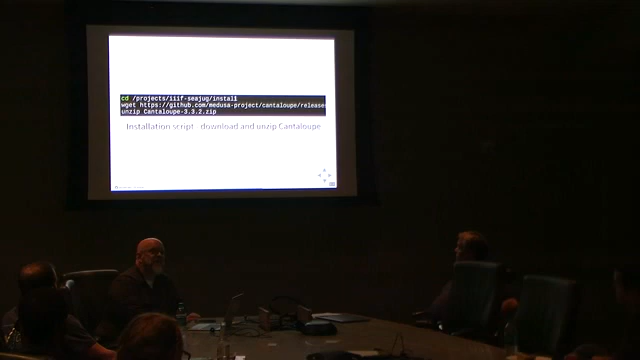 cd /projects/iiif-seajug/install
wget https://github.com/medusa-project/cantaloupe/releases
unzip Cantaloupe-3.3.2.zip
Installation script - download and unzip Cantaloupe